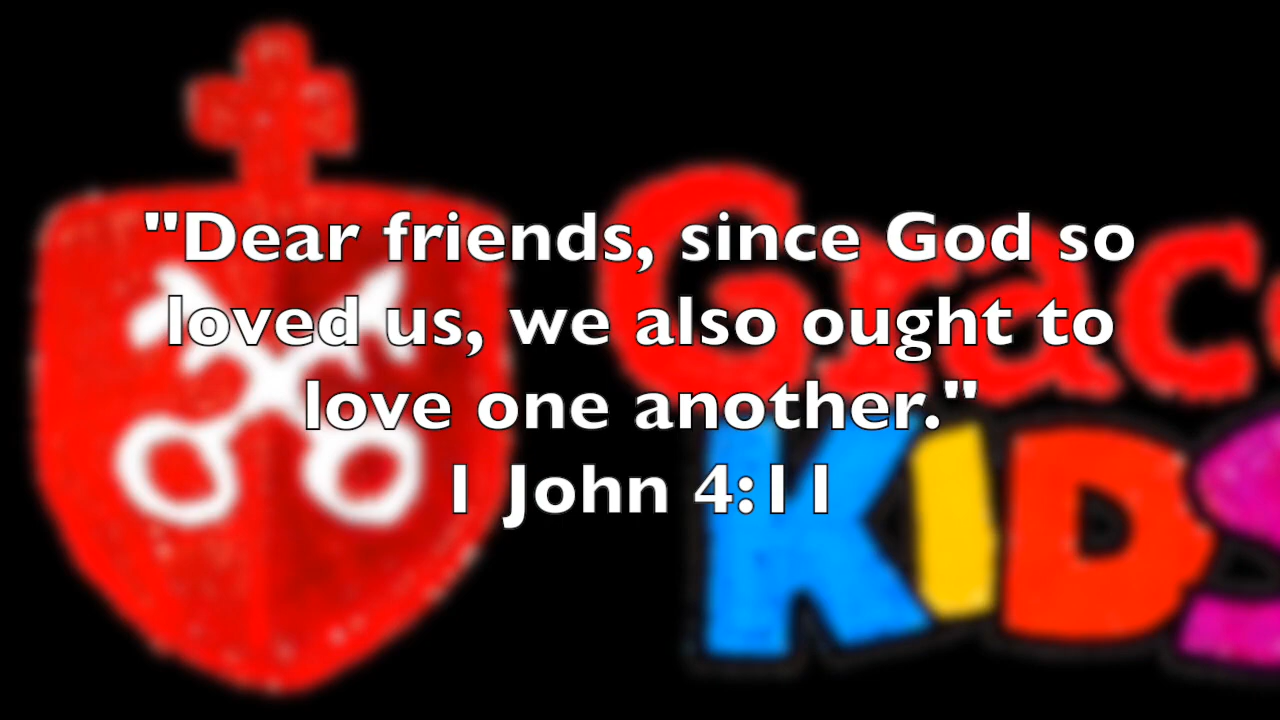 "Dear friends, since God so
loved us, we also ought to
love one another."
1 John 4:11
Grac
KIDS